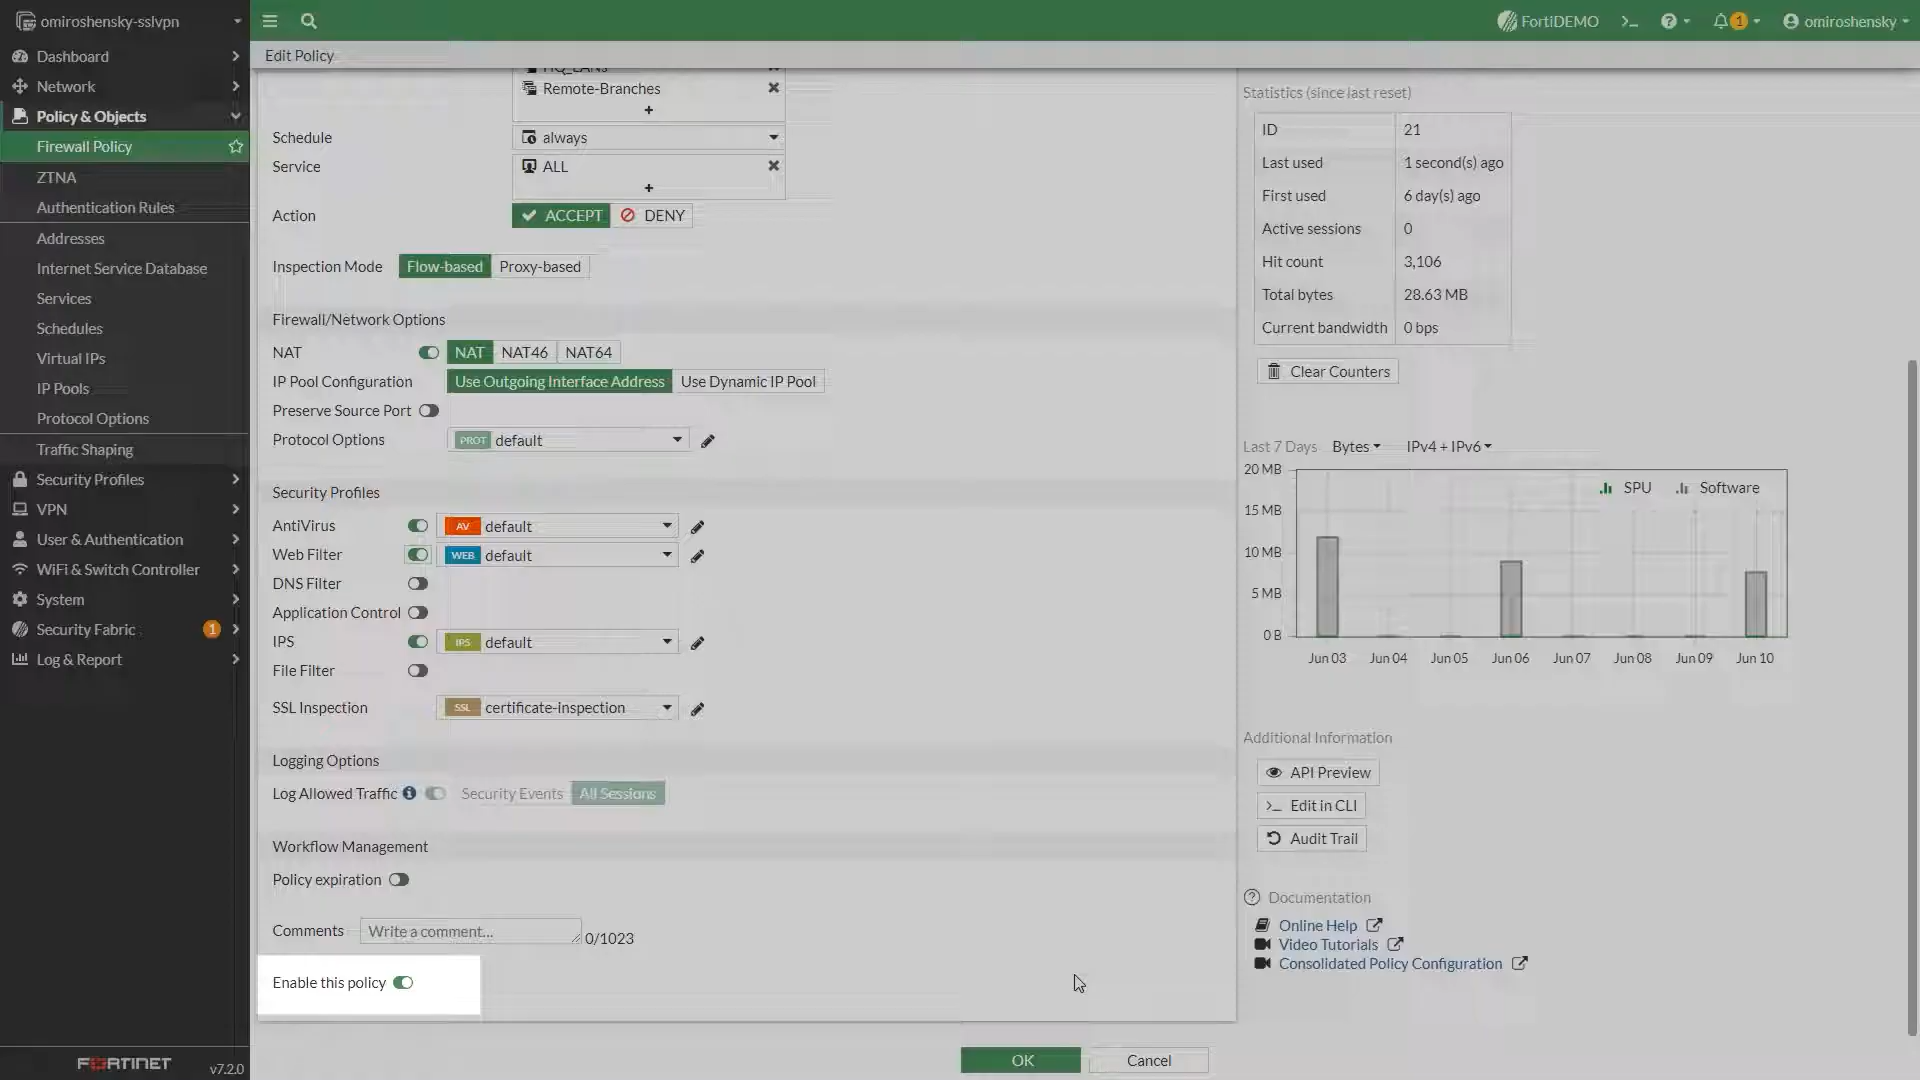 omiroshensky-sslvpn
FortiDEMO
1
omiroshensky
Dashboard
Network
Policy & Objects
Firewall Policy
ZTNA
Authentication Rules
Addresses
Internet Service Database
Services
Schedules
Virtual IPs
IP Pools
Protocol Options
Traffic Shaping
Security Profiles
VPN
User & Authentication
WiFi & Switch Controller
System
Security Fabric 1
Log & Report
FORTINET v7.2.0
Edit Policy
HQ_LANs
Remote-Branches
+
Schedule always
Service ALL
+
Action ACCEPT DENY
Inspection Mode Flow-based Proxy-based
Firewall/Network Options
NAT NAT NAT46 NAT64
IP Pool Configuration Use Outgoing Interface Address Use Dynamic IP Pool
Preserve Source Port
Protocol Options PROT default
Security Profiles
AntiVirus AV default
Web Filter WEB default
DNS Filter
Application Control
IPS IPS default
File Filter
SSL Inspection SSL certificate-inspection
Logging Options
Log Allowed Traffic Security Events All Sessions
Workflow Management
Policy expiration
Comments Write a comment... 0/1023
Enable this policy
OK Cancel
Statistics (since last reset)
ID 21
Last used 1 second(s) ago
First used 6 day(s) ago
Active sessions 0
Hit count 3,106
Total bytes 28.63 MB
Current bandwidth 0 bps
Clear Counters
Last 7 Days Bytes IPv4 + IPv6
20 MB
SPU Software
15 MB
10 MB
5 MB
0 B
Jun 03 Jun 04 Jun 05 Jun 06 Jun 07 Jun 08 Jun 09 Jun 10
Additional Information
API Preview
>_ Edit in CLI
Audit Trail
Documentation
Online Help
Video Tutorials
Consolidated Policy Configuration